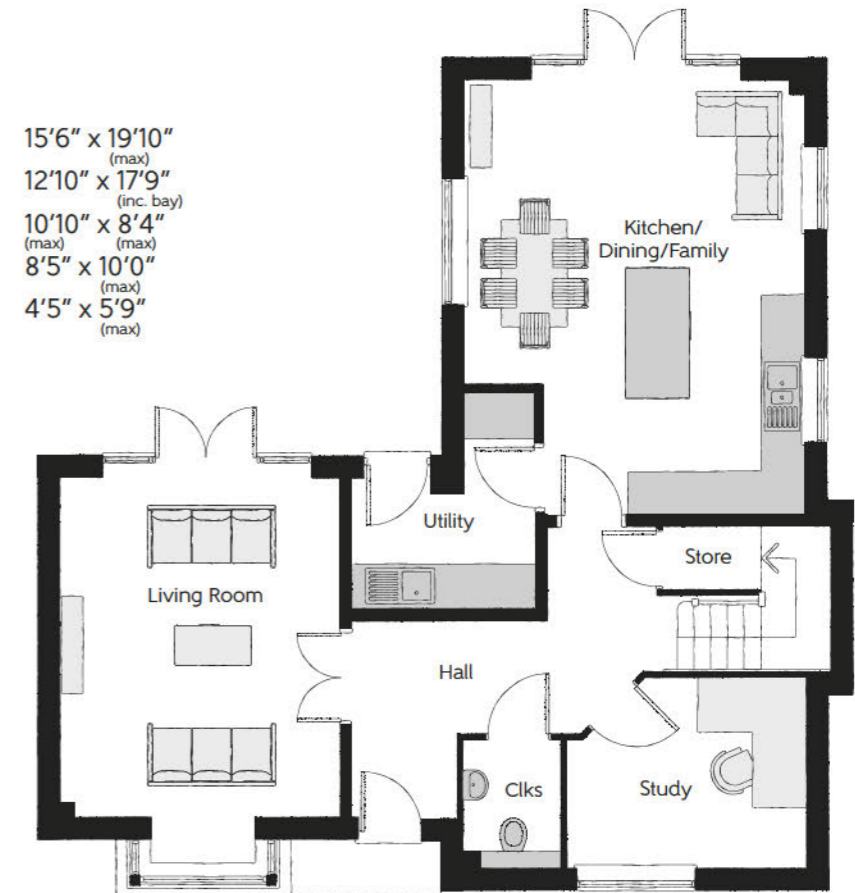 15'6" x 19'10"
(max)
12'10" x 17'9"
(inc. bay)
10'10" x 8'4"
(max) (max)
8'5" x 10'0"
(max)
4'5" x 5'9"
(max)
Kitchen/
Dining/Family
Utility
Store
Living Room
Hall
Clks
Study